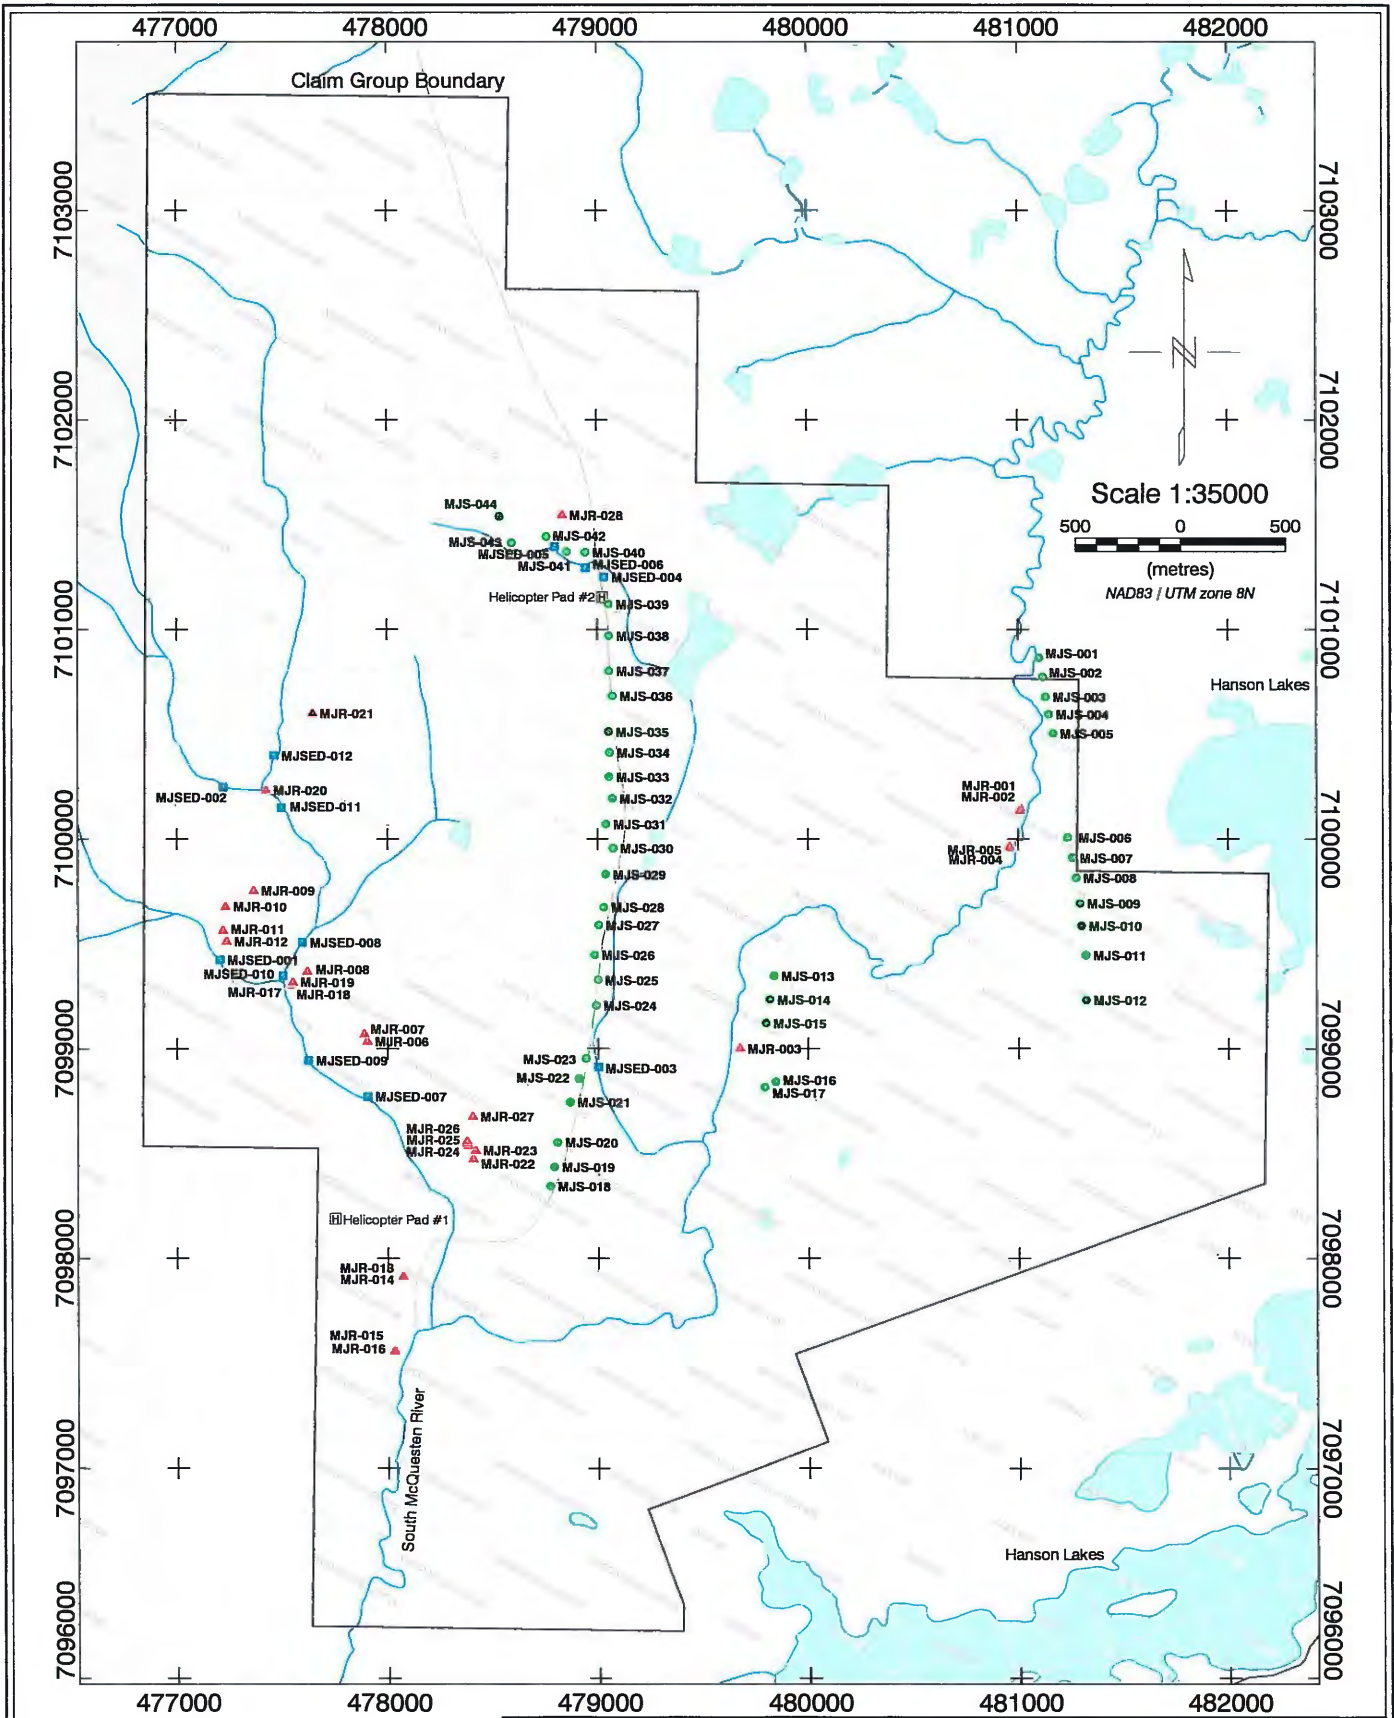 477000 478000 479000 480000 481000 482000
Claim Group Boundary
7103000
7103000
7102000
7102000
Scale 1:35000
500 0 500
(metres)
NAD83 / UTM zone 8N
MJS-044
MJR-028
MJS-043
MJS-042
MJSED-005
MJS-040
MJS-041
MJSED-006
MJSED-004
Helicopter Pad #2 H
MJS-039
7101000
7101000
MJS-038
MJS-001
MJS-037
MJS-002
Hanson Lakes
MJS-036
MJS-003
MJR-021
MJS-004
MJS-035
MJS-005
MJSED-012
MJS-034
MJS-033
MJR-001
MJR-020
MJSED-002
MJS-032
MJR-002
MJSED-011
MJS-031
7100000
7100000
MJS-006
MJS-030
MJR-005
MJR-004
MJS-007
MJS-029
MJS-008
MJR-009
MJR-010
MJS-028
MJS-009
MJR-011
MJS-027
MJS-010
MJR-012
MJSED-008
MJSED-001
MJS-026
MJS-011
MJSED-010
MJR-008
MJS-013
MJR-019
MJS-025
MJR-017
MJR-018
MJS-014
MJS-012
MJS-024
MJR-007
MJS-015
MJR-006
MJR-003
7099000
7099000
MJSED-009
MJS-023
MJSED-003
MJS-022
MJS-016
MJS-017
MJSED-007
MJS-021
MJR-027
MJR-026
MJR-025
MJS-020
MJR-024
MJR-023
MJR-022
MJS-019
MJS-018
H Helicopter Pad #1
7098000
7098000
MJR-013
MJR-014
MJR-015
MJR-016
South McQuesten River
7097000
7097000
Hanson Lakes
7096000
7096000
477000 478000 479000 480000 481000 482000